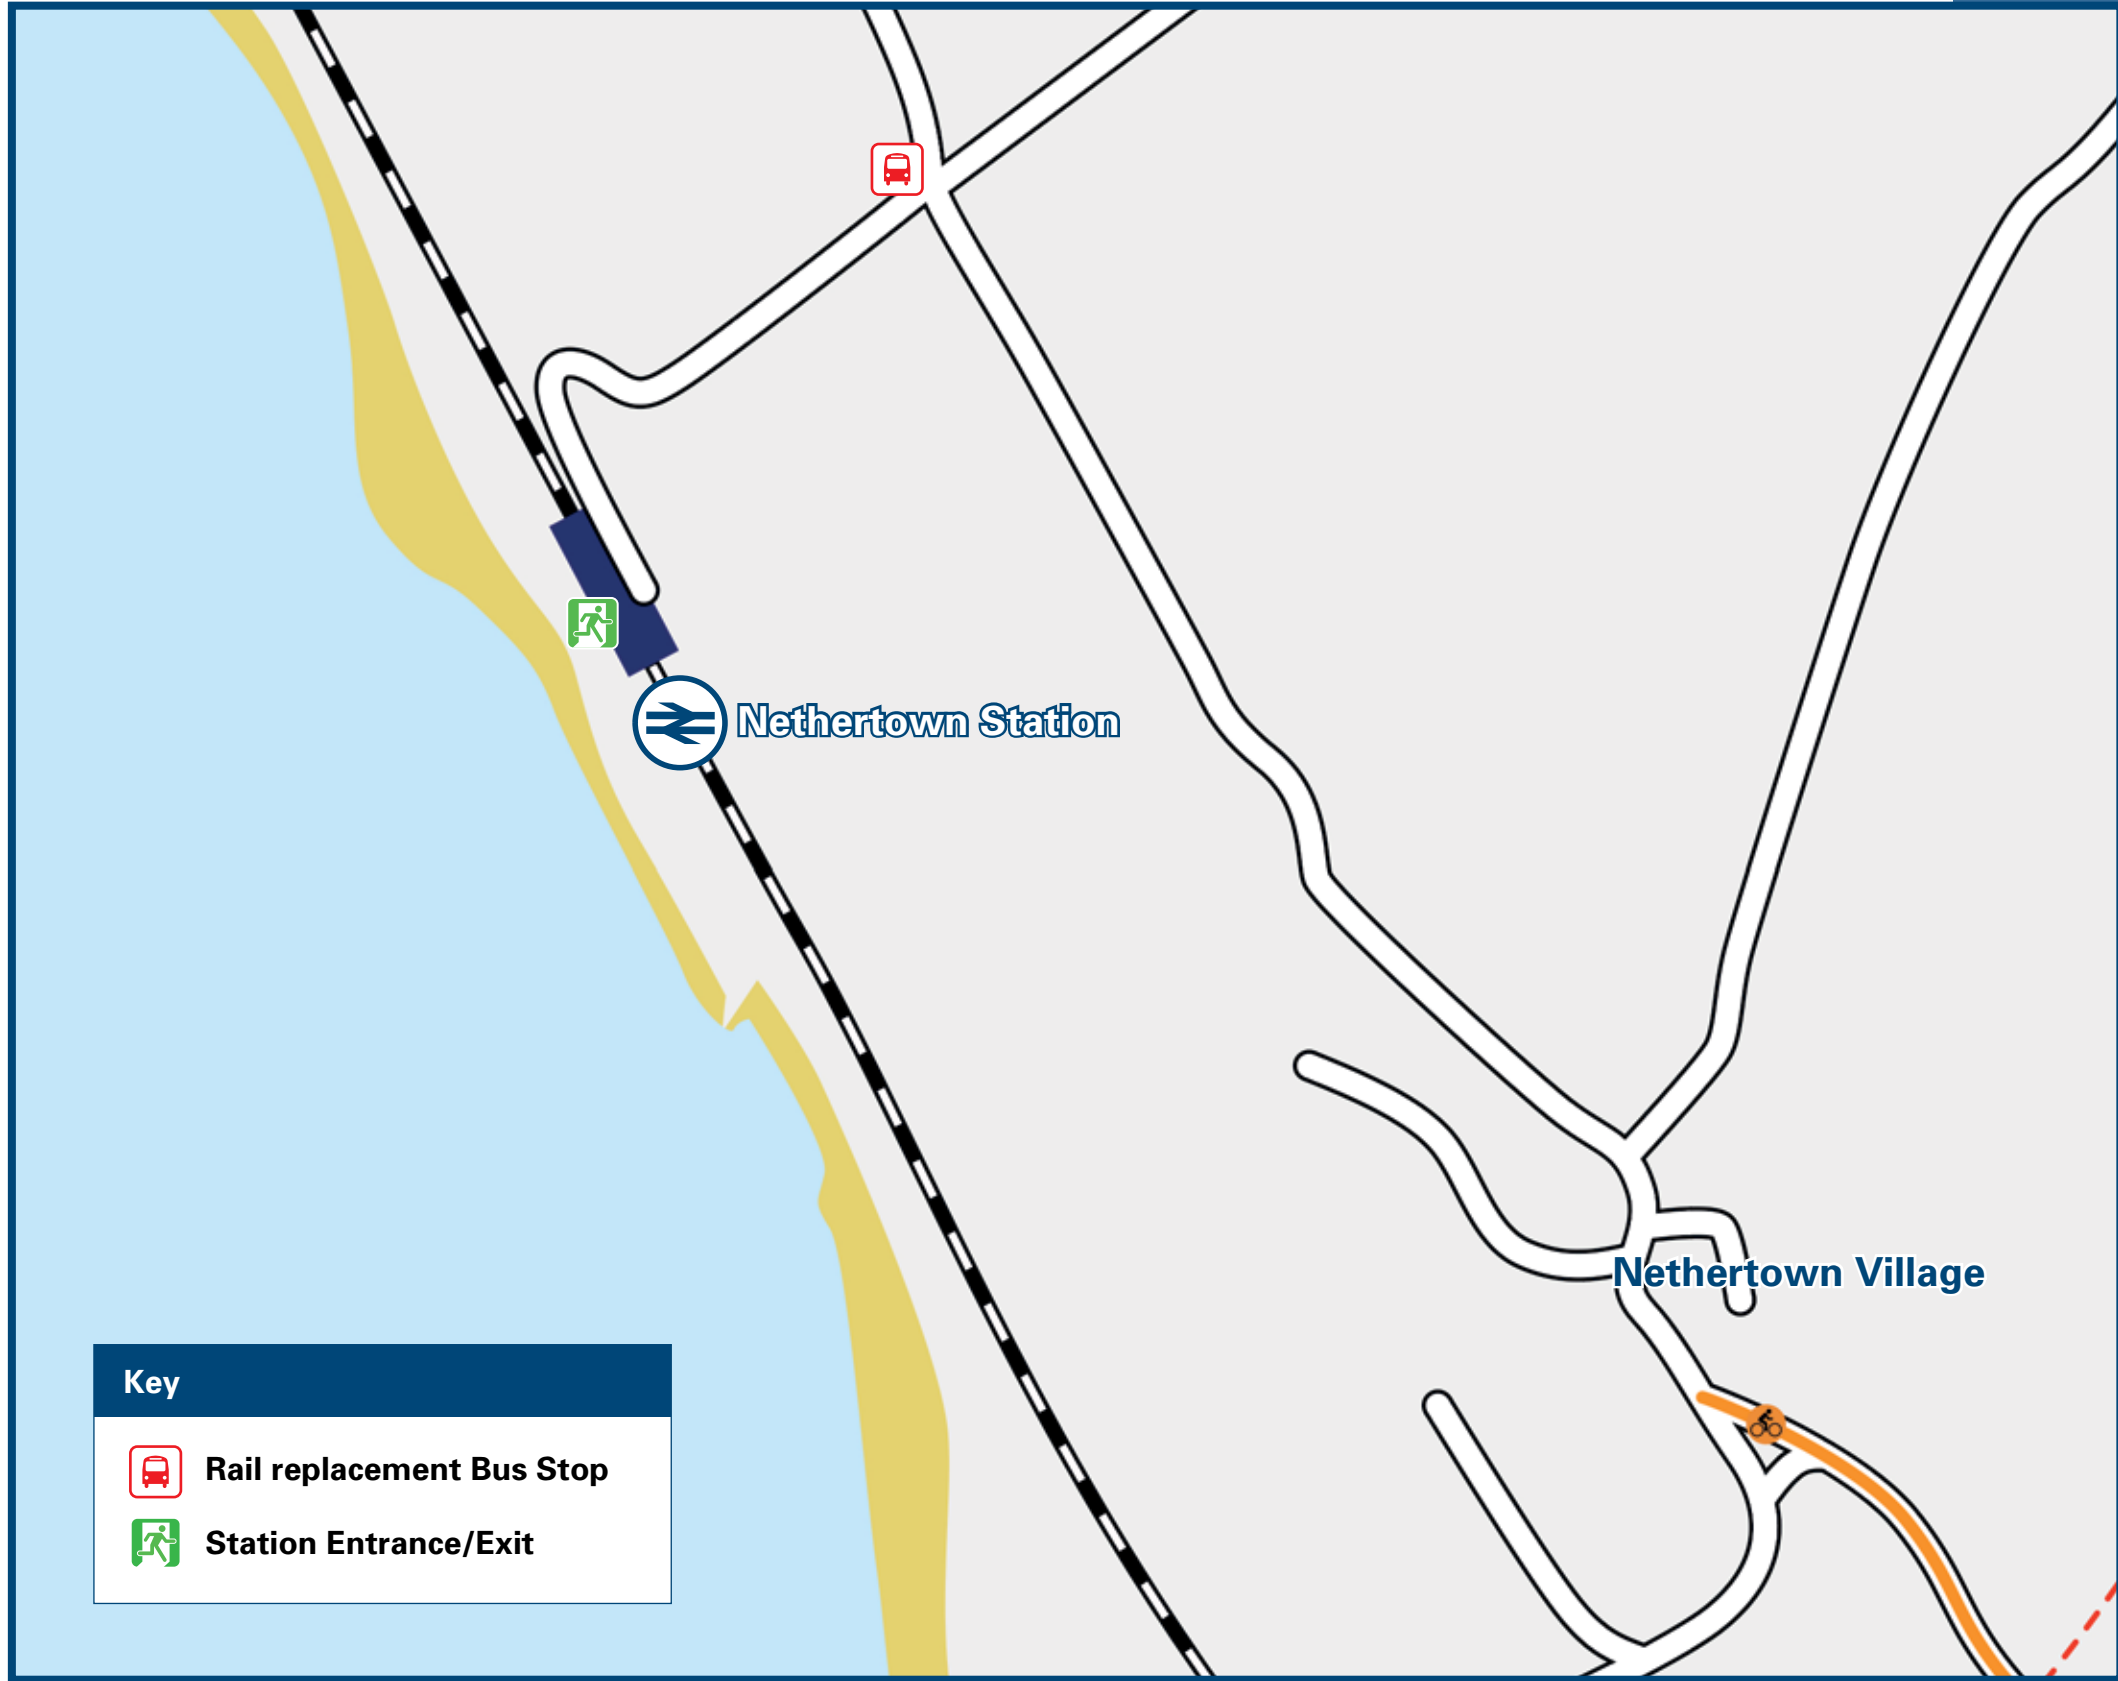 Nethertown Station
Nethertown Village
Key
Rail replacement Bus Stop
Station Entrance/Exit